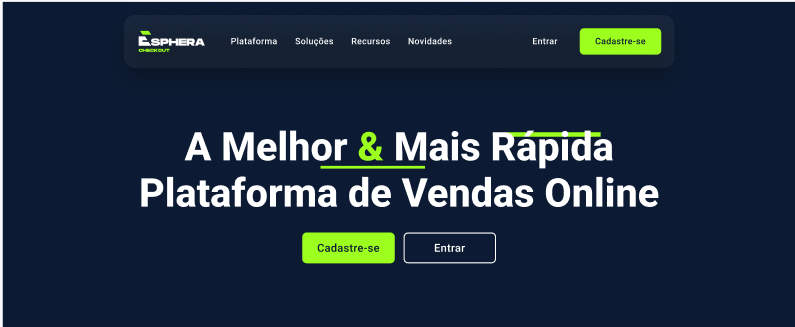 ESPHERA
CHECKOUT
Plataforma
Soluções
Recursos
Novidades
Entrar
Cadastre-se
A Melhor & Mais Rápida
Plataforma de Vendas Online
Cadastre-se
Entrar